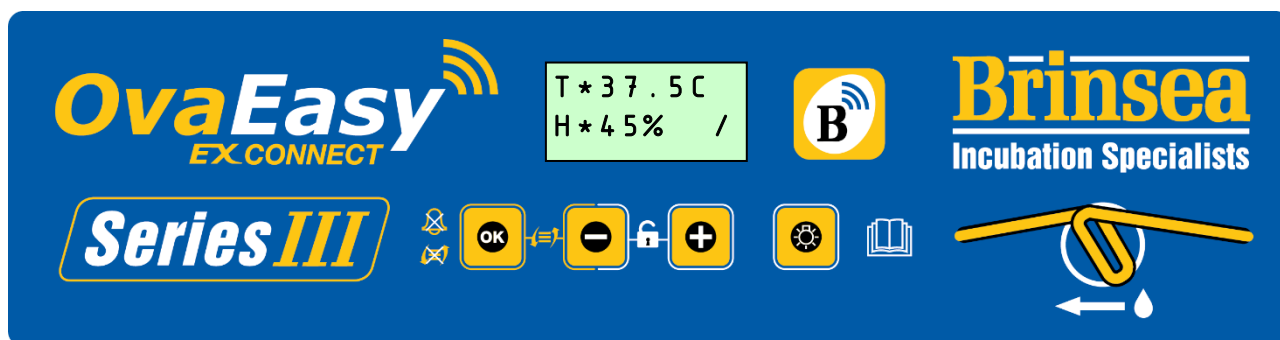 OvaEasy
EX CONNECT
T*37.5C
H*45% /
B
Brinsea
Incubation Specialists
Series III
OK